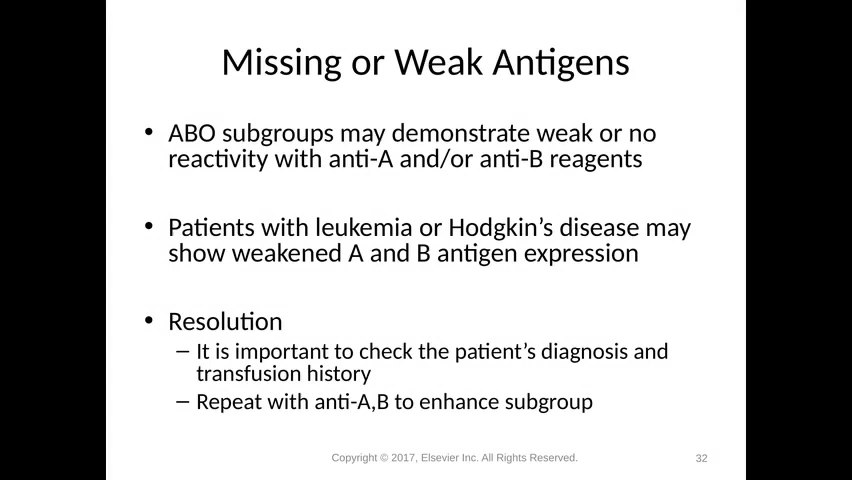 Missing or Weak Antigens
• ABO subgroups may demonstrate weak or no
reactivity with anti-A and/or anti-B reagents
• Patients with leukemia or Hodgkin’s disease may
show weakened A and B antigen expression
• Resolution
– It is important to check the patient’s diagnosis and
transfusion history
– Repeat with anti-A,B to enhance subgroup
Copyright © 2017, Elsevier Inc. All Rights Reserved.
32